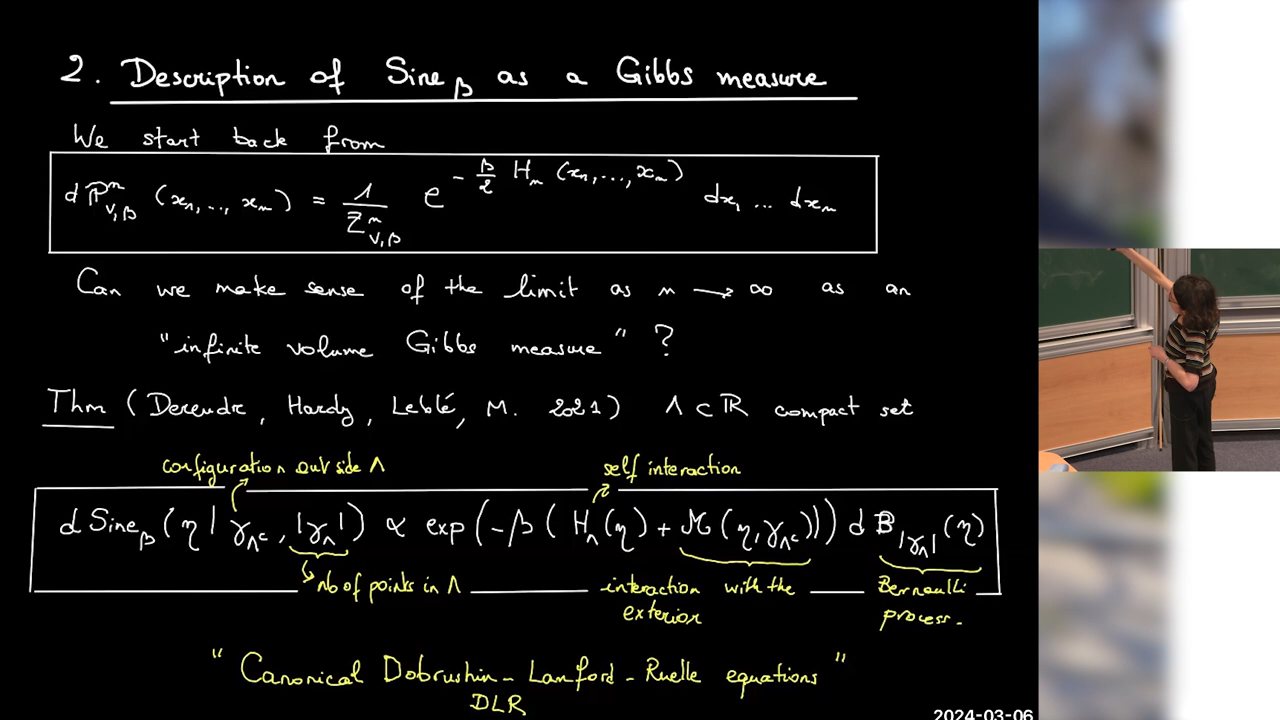 2. Description of Sine_β as a Gibbs measure
We start back from
dℙ^n_{V,β} (x_1,..,x_n) = 1/Z^n_{V,β} e^{-β/2 H_n (x_1,...,x_n)} dx_1 ... dx_n
Can we make sense of the limit as n → ∞ as an
"infinite volume Gibbs measure" ?
Thm (Dereudre, Hardy, Leblé, M. 2021) Λ ⊂ ℝ compact set
configuration outside Λ
self interaction
d Sine_β (η | γ_{Λ^c}, |γ_Λ|) ∝ exp(-β (H_Λ(η) + M(η, γ_{Λ^c}))) d B_{|γ_Λ|}(η)
nb of points in Λ
interaction with the exterior
Bernoulli process.
"Canonical Dobrushin-Lanford-Ruelle equations"
DLR
2024-03-06